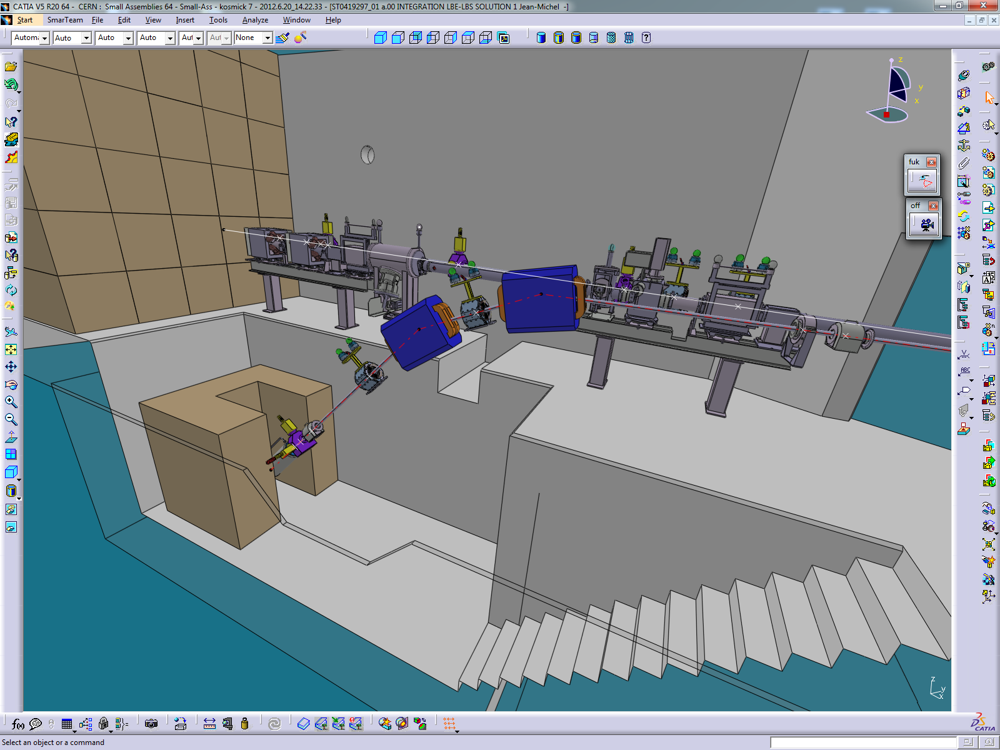 CATIA V5 R20 64 - CERN : Small Assemblies 64 - Small-Ass - kosmick 7 - 2012.6.20_14.22.33 - [ST0419297_01 a.00 INTEGRATION LBE-LBS SOLUTION 1 Jean-Michel -]
Start SmarTeam File Edit View Insert Tools Analyze Window Help
Autom Auto Auto Auto Aut Aut None
z
y
x
fuk
off
ABC
z
y
x
f(x)
DS CATIA
Select an object or a command